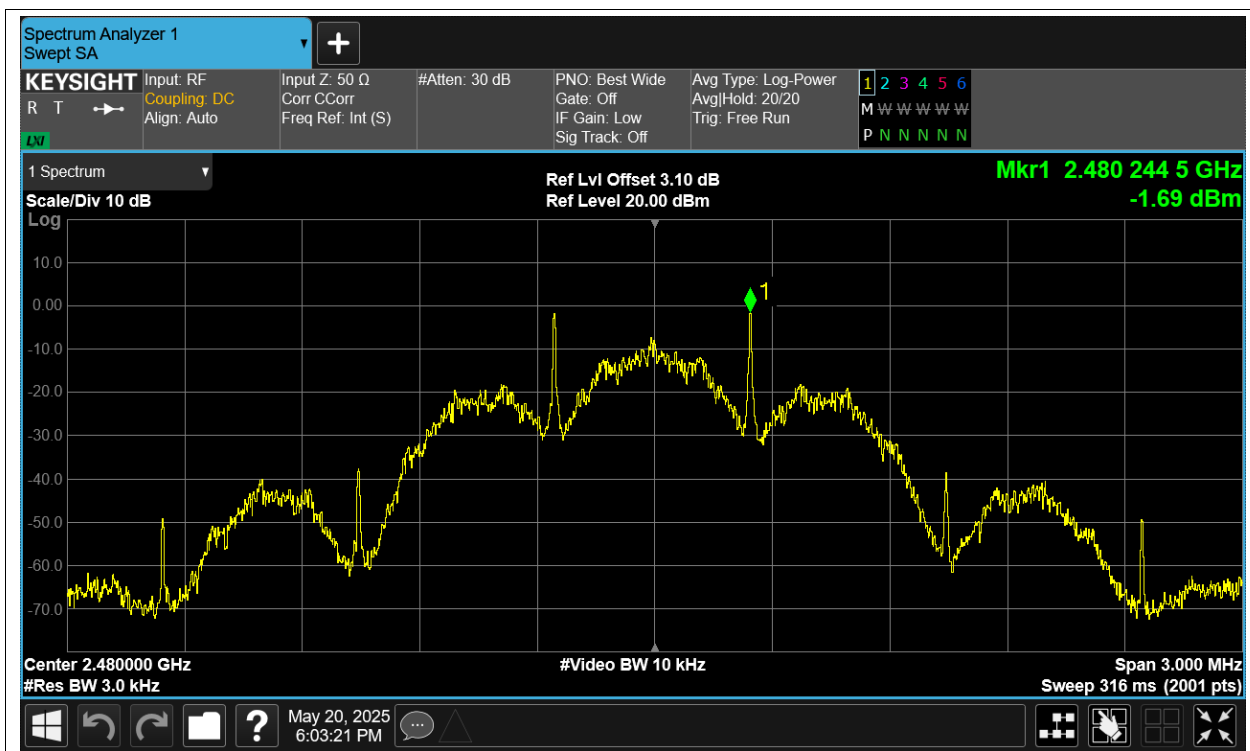 Spectrum Analyzer 1
Swept SA
+
KEYSIGHT
R T
LXI
Input: RF
Coupling: DC
Align: Auto
Input Z: 50 Ω
Corr CCorr
Freq Ref: Int (S)
#Atten: 30 dB
PNO: Best Wide
Gate: Off
IF Gain: Low
Sig Track: Off
Avg Type: Log-Power
Avg|Hold: 20/20
Trig: Free Run
1 2 3 4 5 6
M W W W W W W
P N N N N N
1 Spectrum
Scale/Div 10 dB
Ref Lvl Offset 3.10 dB
Ref Level 20.00 dBm
Mkr1 2.480 244 5 GHz
-1.69 dBm
Log
10.0
0.00
-10.0
-20.0
-30.0
-40.0
-50.0
-60.0
-70.0
1
Center 2.480000 GHz
#Res BW 3.0 kHz
#Video BW 10 kHz
Span 3.000 MHz
Sweep 316 ms (2001 pts)
?
May 20, 2025
6:03:21 PM